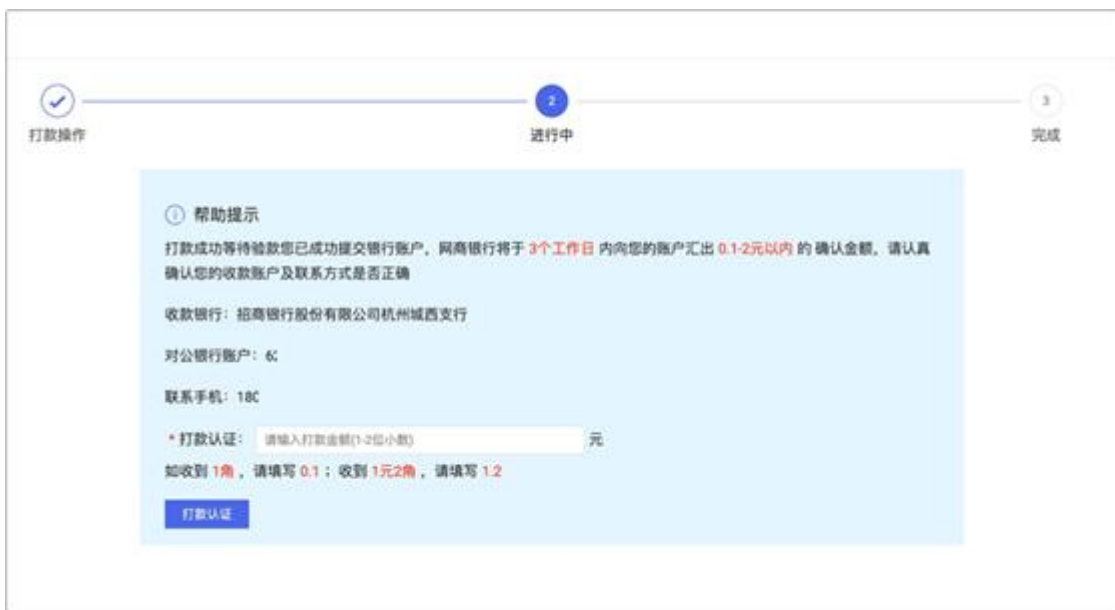 2
3
打款操作
进行中
完成
帮助提示
打款成功等待验款您已成功提交银行账户，网商银行将于 3个工作日 内向您的账户汇出 0.1-2元以内 的 确认金额，请认真
确认您的收款账户及联系方式是否正确
收款银行：招商银行股份有限公司杭州城西支行
对公银行账户：6
联系手机：180
* 打款认证： 请输入打款金额(1-2位小数) 元
如收到 1角 ，请填写 0.1 ；收到 1元2角 ，请填写 1.2
打款认证